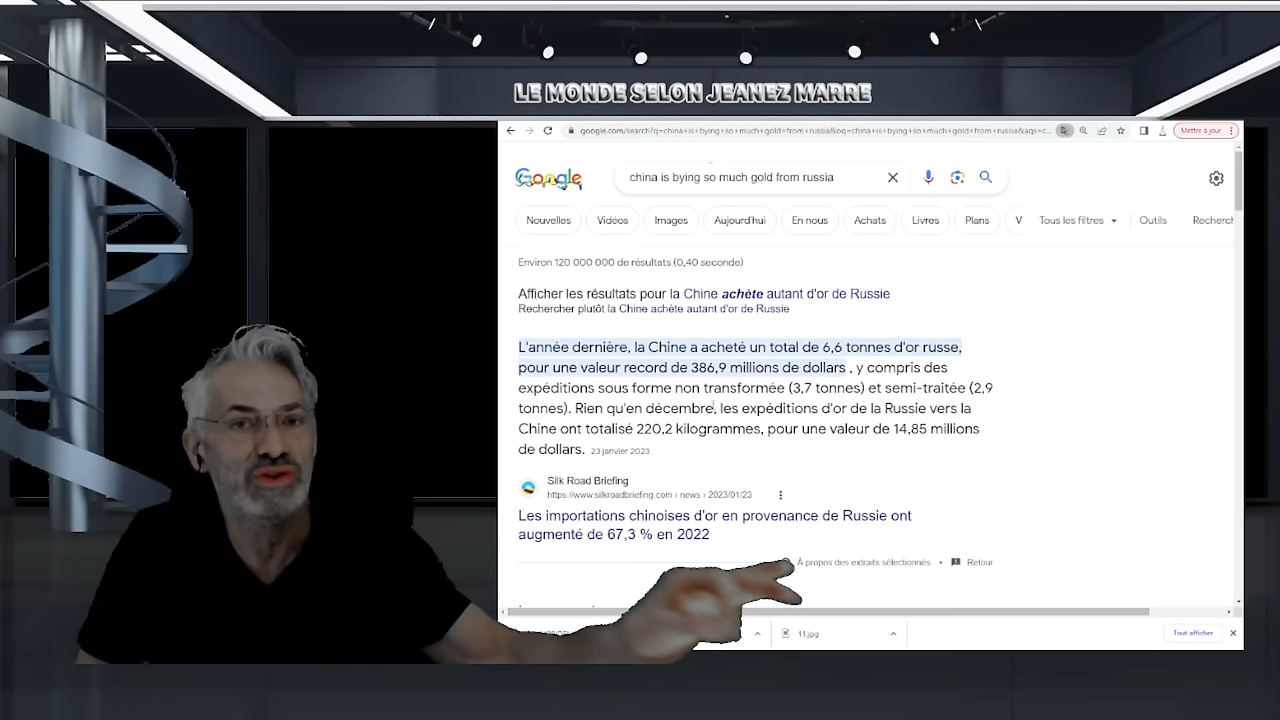 LE MONDE SELON JEANEZ MARRE
google.com/search?q=china+is+bying+so+much+gold+from+russia&oq=china+is+bying+so+much+gold+from+russia&aqs=c...
Mettre à jour
Google
china is bying so much gold from russia
Nouvelles
Vidéos
Images
Aujourd'hui
En nous
Achats
Livres
Plans
V
Tous les filtres
Outils
Recherch
Environ 120 000 000 de résultats (0,40 seconde)
Afficher les résultats pour la Chine achète autant d'or de Russie
Rechercher plutôt la Chine achète autant d'or de Russie
L'année dernière, la Chine a acheté un total de 6,6 tonnes d'or russe,
pour une valeur record de 386,9 millions de dollars , y compris des
expéditions sous forme non transformée (3,7 tonnes) et semi-traitée (2,9
tonnes). Rien qu'en décembre, les expéditions d'or de la Russie vers la
Chine ont totalisé 220,2 kilogrammes, pour une valeur de 14,85 millions
de dollars. 23 janvier 2023
Silk Road Briefing
https://www.silkroadbriefing.com › news › 2023/01/23
Les importations chinoises d'or en provenance de Russie ont
augmenté de 67,3 % en 2022
À propos des extraits sélectionnés
Retour
11.jpg
Tout afficher